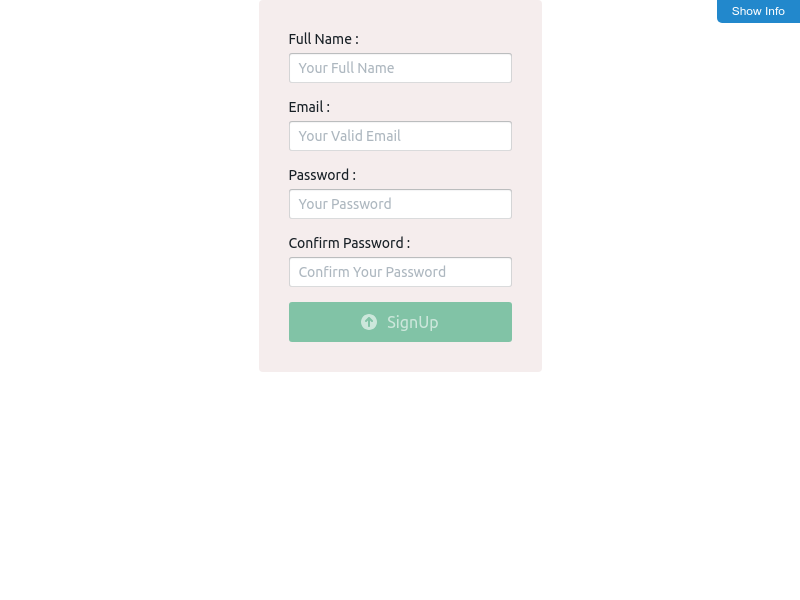 Show Info
Full Name :
Your Full Name
Email :
Your Valid Email
Password :
Your Password
Confirm Password :
Confirm Your Password
SignUp